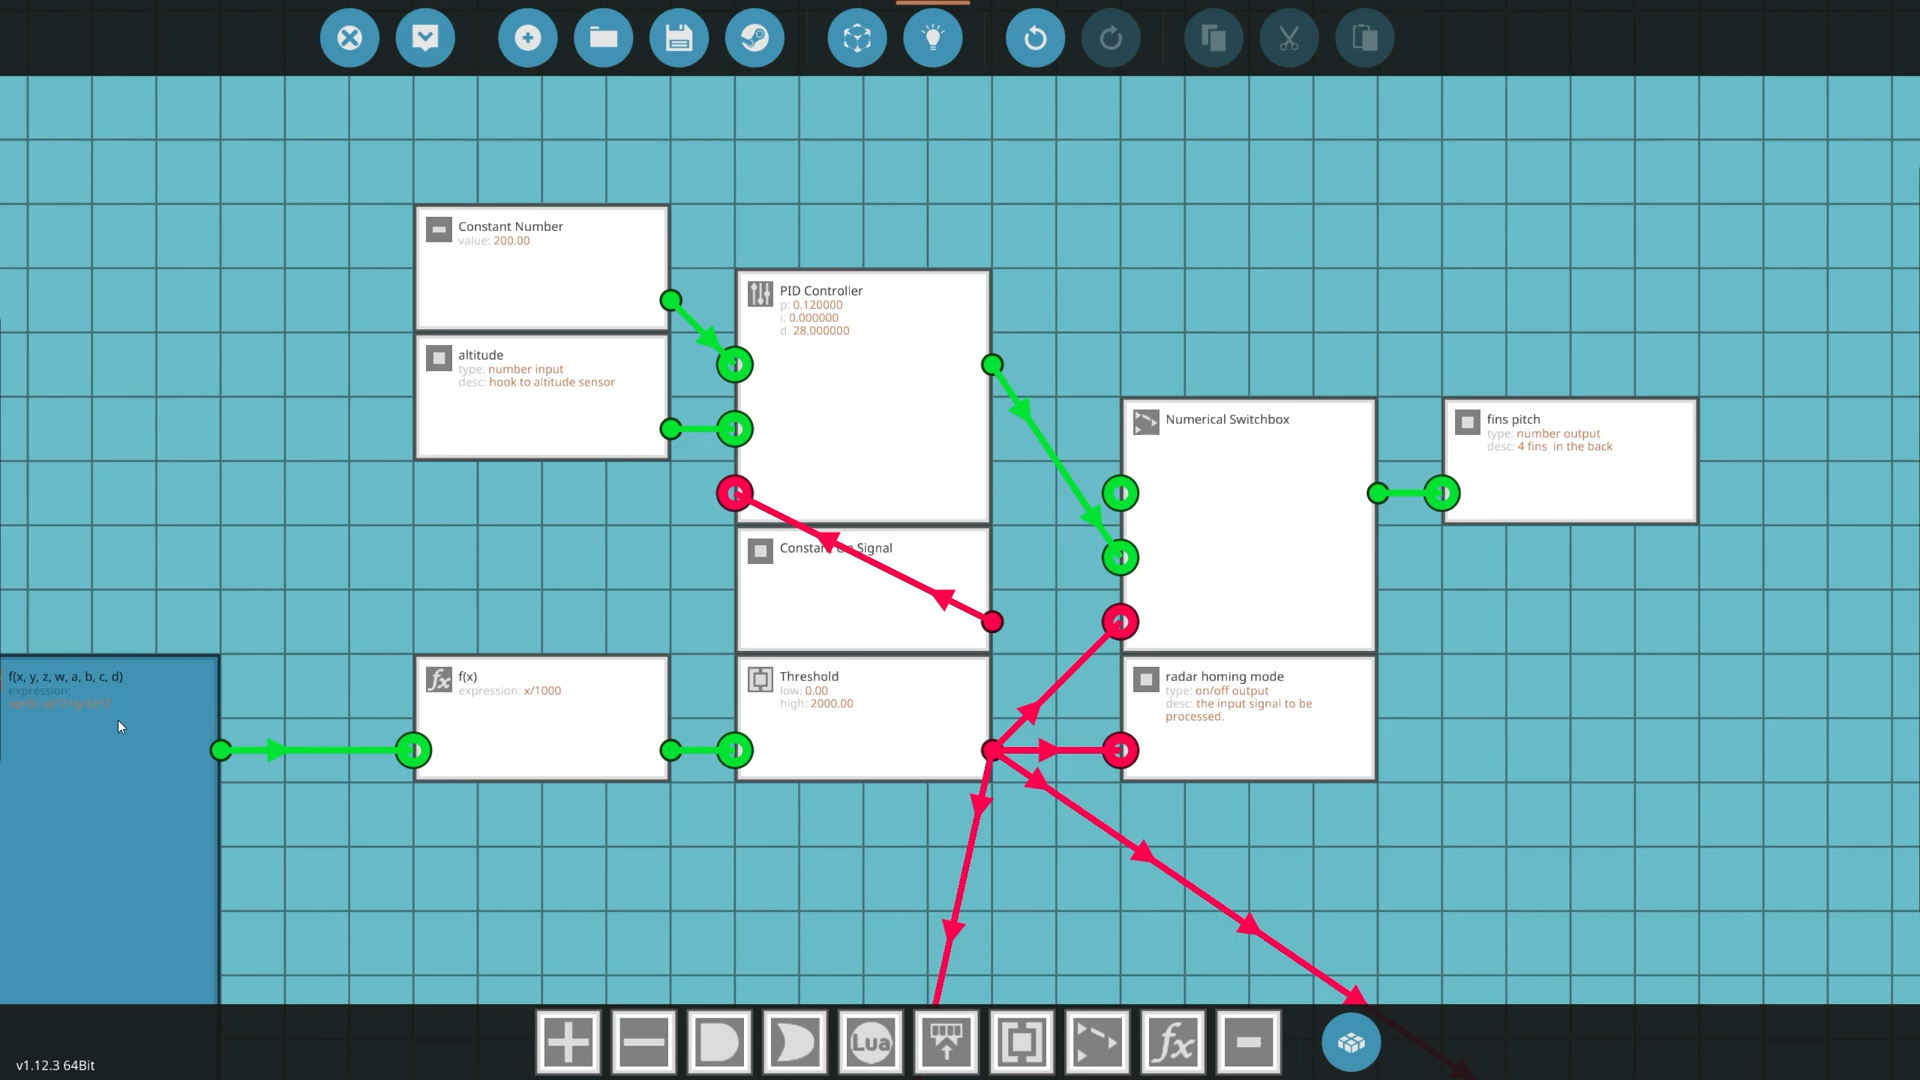 Constant Number
value: 200.00
altitude
type: number input
desc: hook to altitude sensor
PID Controller
p: 0.120000
i: 0.000000
d: 28.000000
Numerical Switchbox
fins pitch
type: number output
desc: 4 fins in the back
Signal
f(x, y, z, w, a, b, c, d)
expression:
f(x)
expression: x/1000
Threshold
low: 0.00
high: 2000.00
radar homing mode
type: on/off output
desc: the input signal to be
processed.
fx
Lua
fx
v1.12.3 64Bit